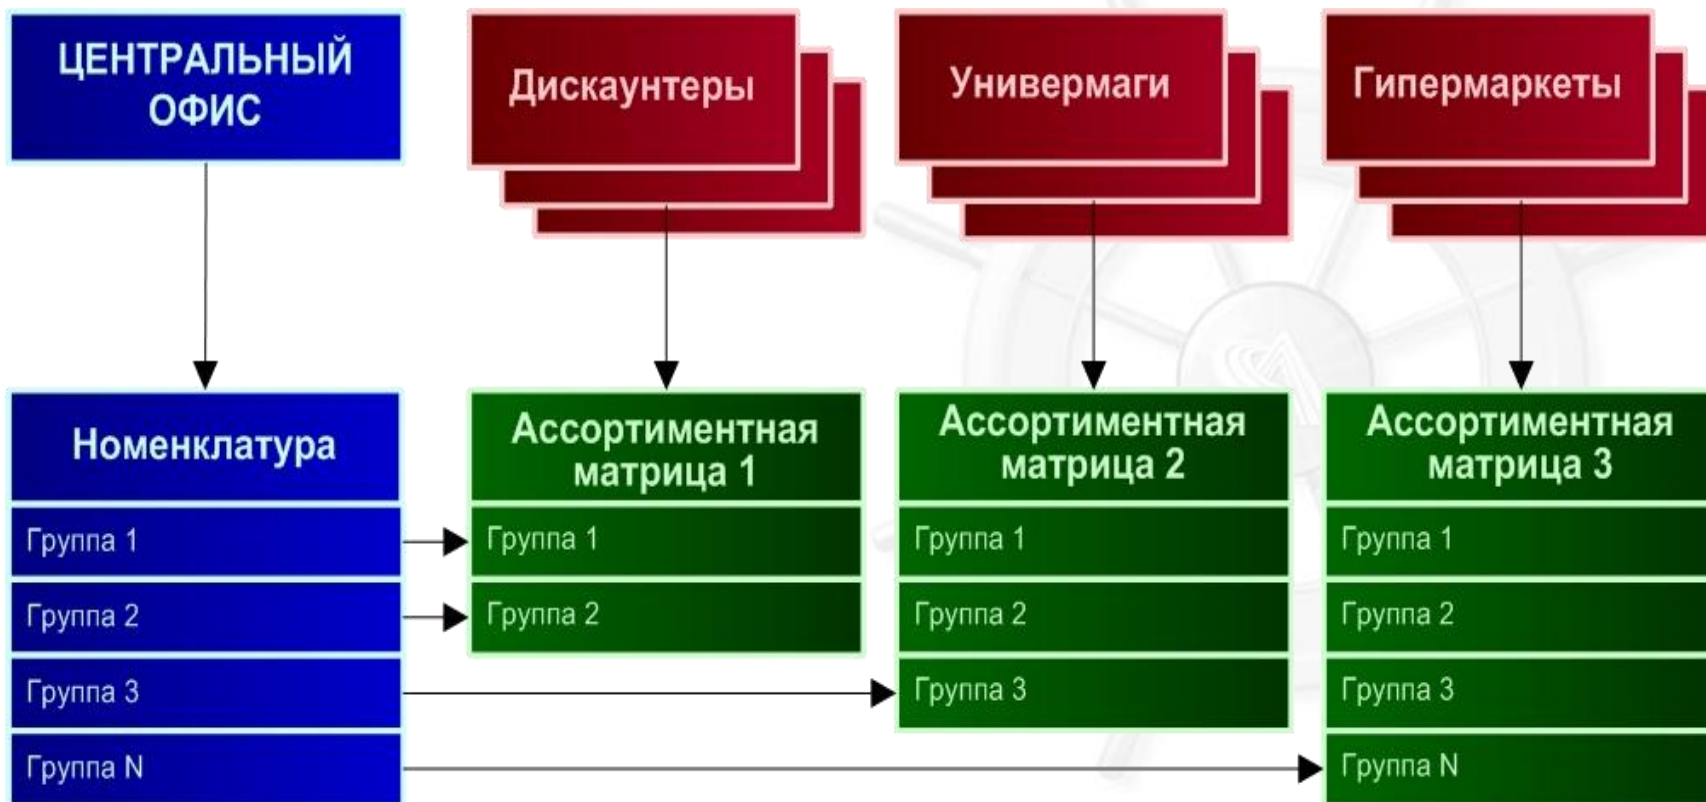 ЦЕНТРАЛЬНЫЙ
ОФИС
Дискаунтеры
Универмаги
Гипермаркеты
Номенклатура
Группа 1
Группа 2
Группа 3
Группа N
Ассортиментная
матрица 1
Группа 1
Группа 2
Ассортиментная
матрица 2
Группа 1
Группа 2
Группа 3
Ассортиментная
матрица 3
Группа 1
Группа 2
Группа 3
Группа N